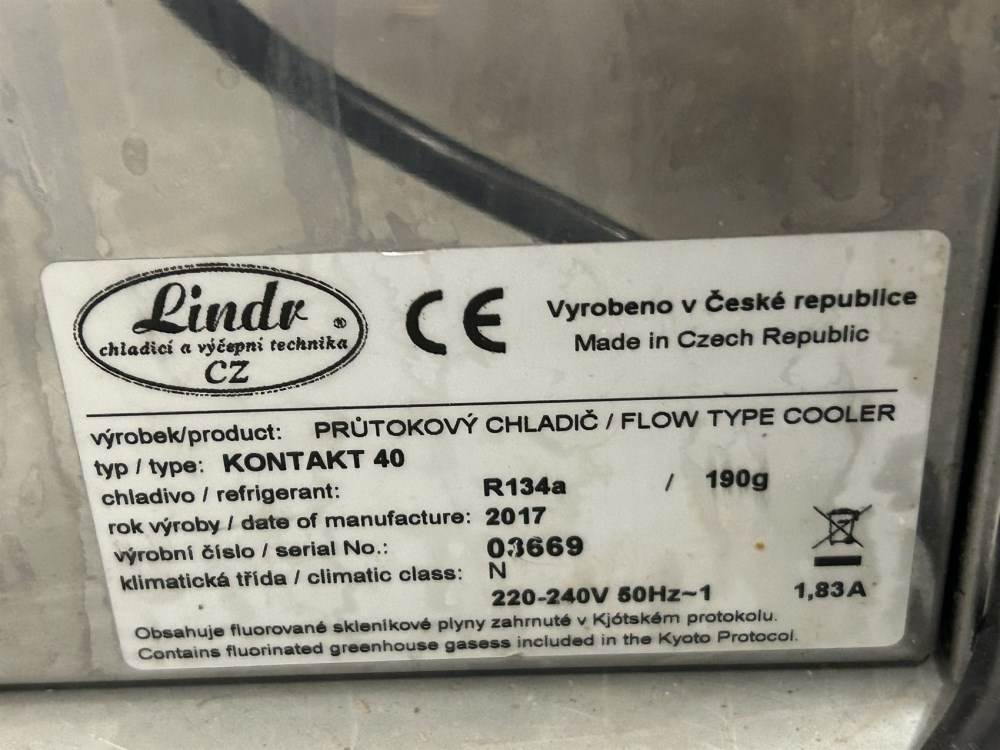 Lindr ®
chladicí a výčepní technika
CZ
CE
Vyrobeno v České republice
Made in Czech Republic
výrobek/product: PRŮTOKOVÝ CHLADIČ / FLOW TYPE COOLER
typ / type: KONTAKT 40
chladivo / refrigerant: R134a / 190g
rok výroby / date of manufacture: 2017
výrobní číslo / serial No.: 03669
klimatická třída / climatic class: N
220-240V 50Hz~1 1,83A
Obsahuje fluorované skleníkové plyny zahrnuté v Kjótském protokolu.
Contains fluorinated greenhouse gasess included in the Kyoto Protocol.